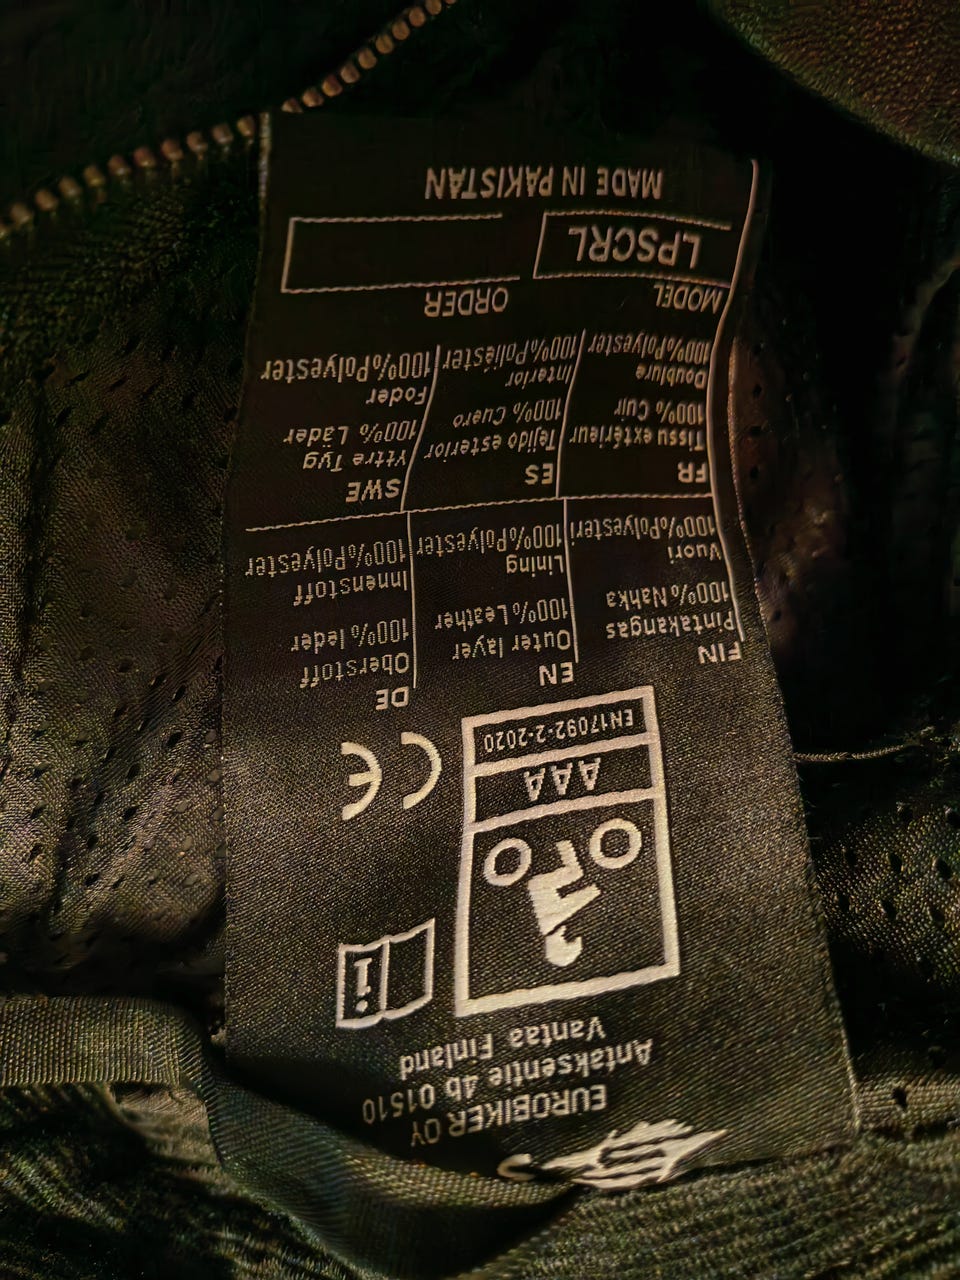 EUROBIKER OY
Antaksentie 4b 01510
Vantaa Finland
i
AAA
EN17092-2-2020
CE
FIN
Pintakangas
100% Nahka
Vuori
100%Polyesteri
EN
Outer layer
100% Leather
Lining
100%Polyester
DE
Oberstoff
100% leder
Innenstoff
100%Polyester
FR
Tissu extérieur
100% Cuir
Doublure
100%Polyester
ES
Tejido esterior
100% Cuero
Interior
100%Poliéster
SWE
Yttre Tyg
100% Läder
Foder
100%Polyester
MODEL
LPSCRL
ORDER
MADE IN PAKISTAN